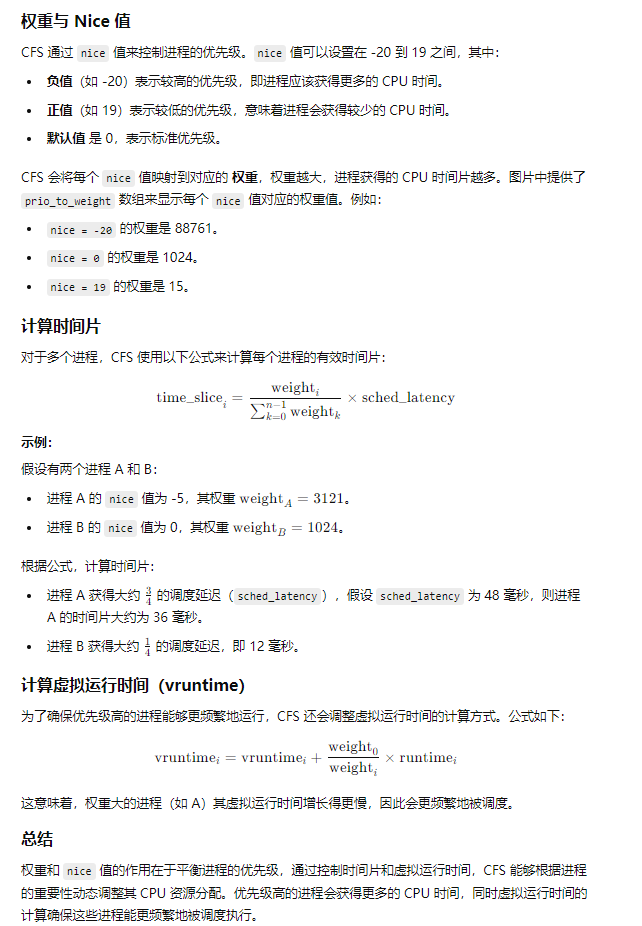 权重与 Nice 值
CFS 通过 nice 值来控制进程的优先级。nice 值可以设置在 -20 到 19 之间，其中：
• 负值（如 -20）表示较高的优先级，即进程应该获得更多的 CPU 时间。
• 正值（如 19）表示较低的优先级，意味着进程会获得较少的 CPU 时间。
• 默认值 是 0，表示标准优先级。
CFS 会将每个 nice 值映射到对应的 权重，权重越大，进程获得的 CPU 时间片越多。图片中提供了
prio_to_weight 数组来显示每个 nice 值对应的权重值。例如：
• nice = -20 的权重是 88761。
• nice = 0 的权重是 1024。
• nice = 19 的权重是 15。
计算时间片
对于多个进程，CFS 使用以下公式来计算每个进程的有效时间片：
time_slice_i = weight_i / ∑_{k=0}^{n−1} weight_k × sched_latency
示例：
假设有两个进程 A 和 B：
• 进程 A 的 nice 值为 -5，其权重 weight_A = 3121。
• 进程 B 的 nice 值为 0，其权重 weight_B = 1024。
根据公式，计算时间片：
• 进程 A 获得大约 3/4 的调度延迟（sched_latency），假设 sched_latency 为 48 毫秒，则进程
A 的时间片大约为 36 毫秒。
• 进程 B 获得大约 1/4 的调度延迟，即 12 毫秒。
计算虚拟运行时间（vruntime）
为了确保优先级高的进程能够更频繁地运行，CFS 还会调整虚拟运行时间的计算方式。公式如下：
vruntime_i = vruntime_i + weight_0 / weight_i × runtime_i
这意味着，权重大的进程（如 A）其虚拟运行时间增长得更慢，因此会更频繁地被调度。
总结
权重和 nice 值的作用在于平衡进程的优先级，通过控制时间片和虚拟运行时间，CFS 能够根据进程
的重要性动态调整其 CPU 资源分配。优先级高的进程会获得更多的 CPU 时间，同时虚拟运行时间的
计算确保这些进程能更频繁地被调度执行。